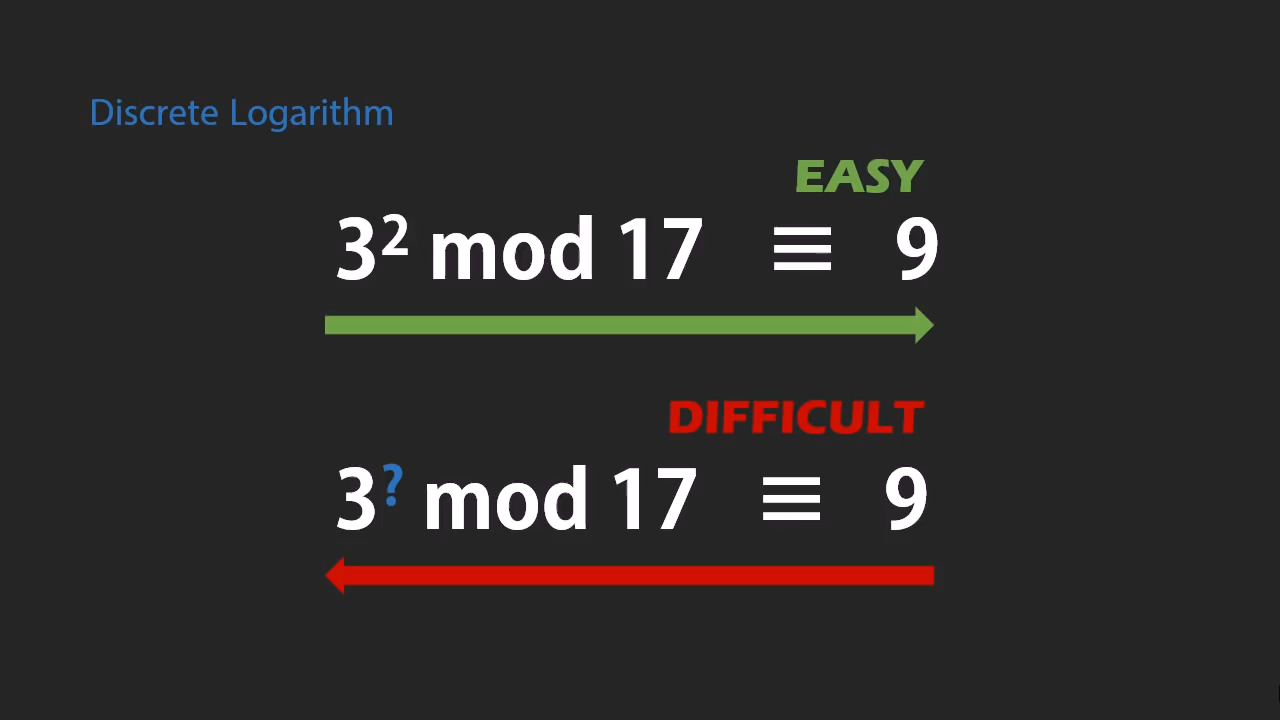 Discrete Logarithm
EASY
3² mod 17 ≡ 9
DIFFICULT
3^? mod 17 ≡ 9